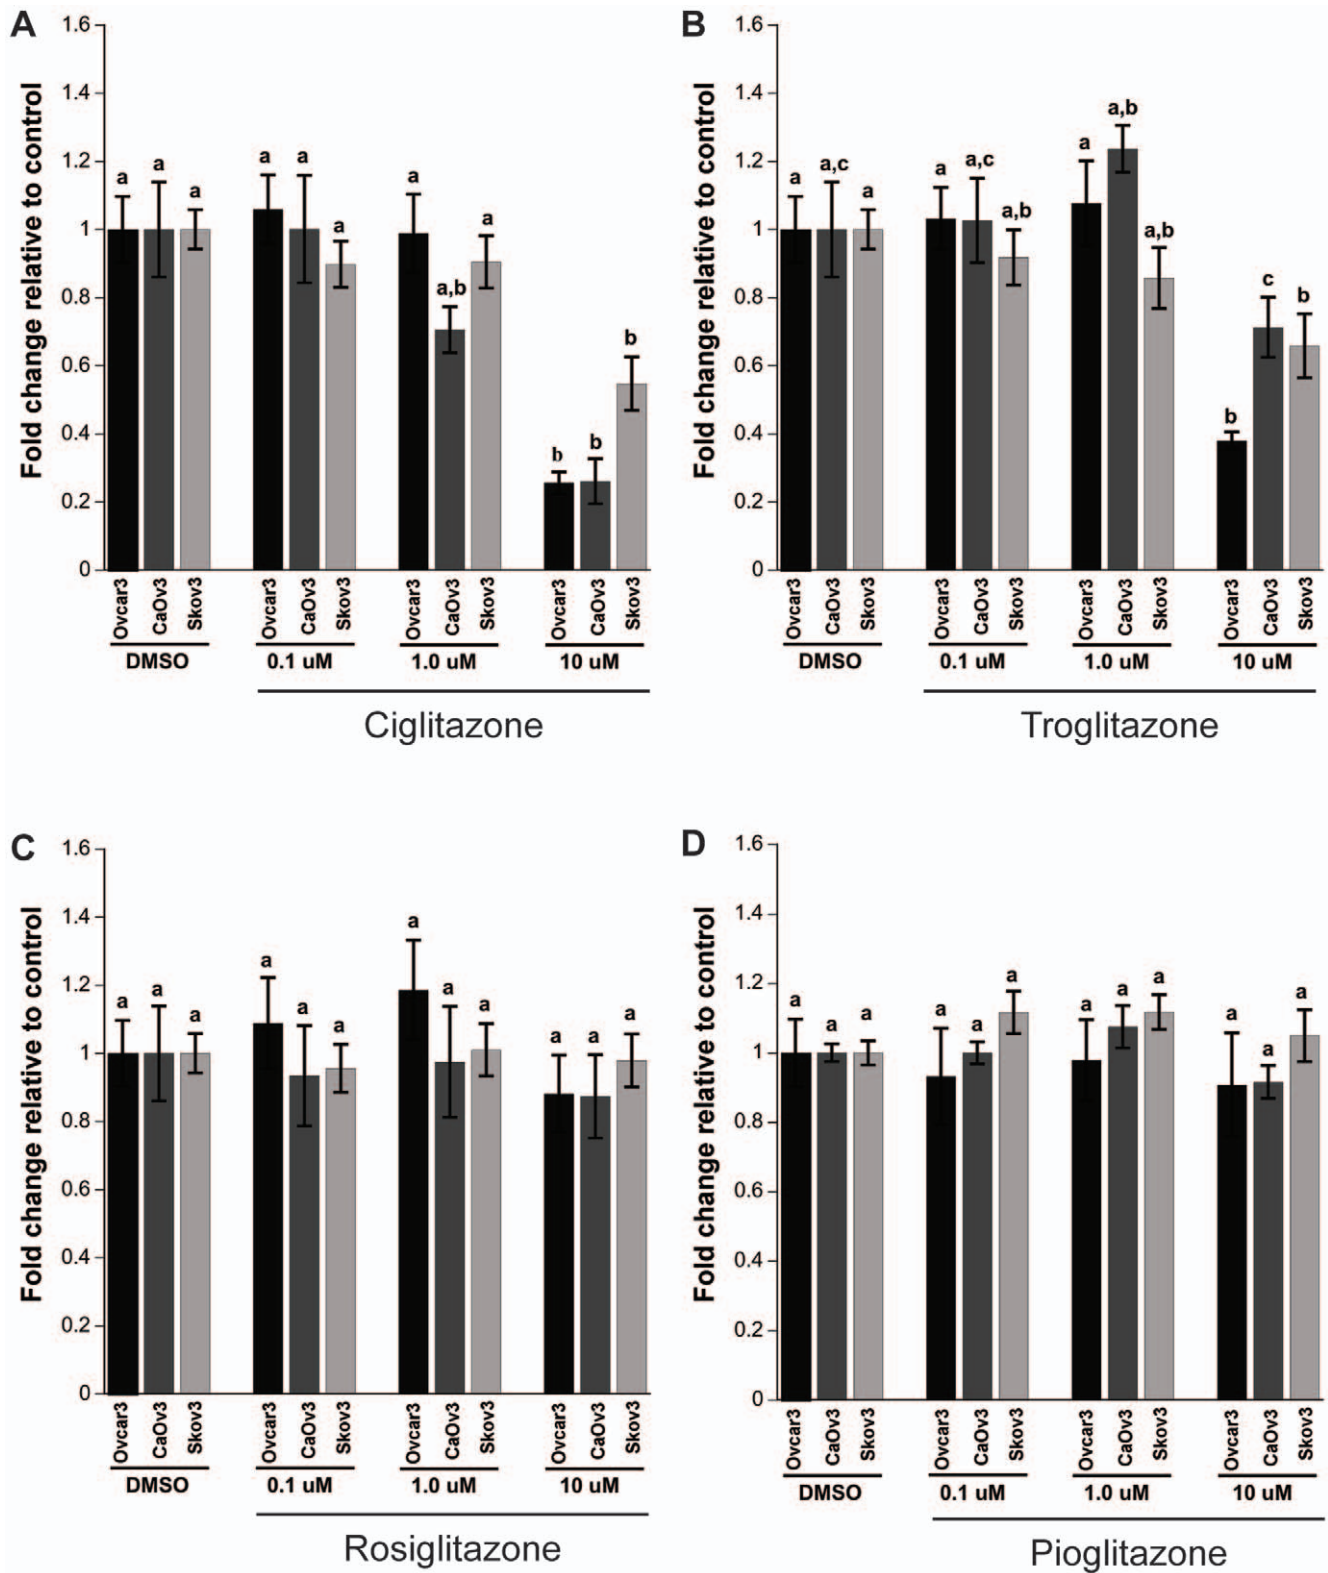 A
Fold change relative to control
1.6
1.4
1.2
1
0.8
0.6
0.4
0.2
0
a a a
a a a
a a,b a
b b b
Ovcar3 CaOv3 Skov3 Ovcar3 CaOv3 Skov3 Ovcar3 CaOv3 Skov3 Ovcar3 CaOv3 Skov3
DMSO 0.1 uM 1.0 uM 10 uM
Ciglitazone
B
Fold change relative to control
1.6
1.4
1.2
1
0.8
0.6
0.4
0.2
0
a a,c a
a a,c a,b
a a,b a,b
b c b
Ovcar3 CaOv3 Skov3 Ovcar3 CaOv3 Skov3 Ovcar3 CaOv3 Skov3 Ovcar3 CaOv3 Skov3
DMSO 0.1 uM 1.0 uM 10 uM
Troglitazone
C
Fold change relative to control
1.6
1.4
1.2
1
0.8
0.6
0.4
0.2
0
a a a
a a a
a a a
a a a
Ovcar3 CaOv3 Skov3 Ovcar3 CaOv3 Skov3 Ovcar3 CaOv3 Skov3 Ovcar3 CaOv3 Skov3
DMSO 0.1 uM 1.0 uM 10 uM
Rosiglitazone
D
Fold change relative to control
1.6
1.4
1.2
1
0.8
0.6
0.4
0.2
0
a a a
a a a
a a a
a a a
Ovcar3 CaOv3 Skov3 Ovcar3 CaOv3 Skov3 Ovcar3 CaOv3 Skov3 Ovcar3 CaOv3 Skov3
DMSO 0.1 uM 1.0 uM 10 uM
Pioglitazone